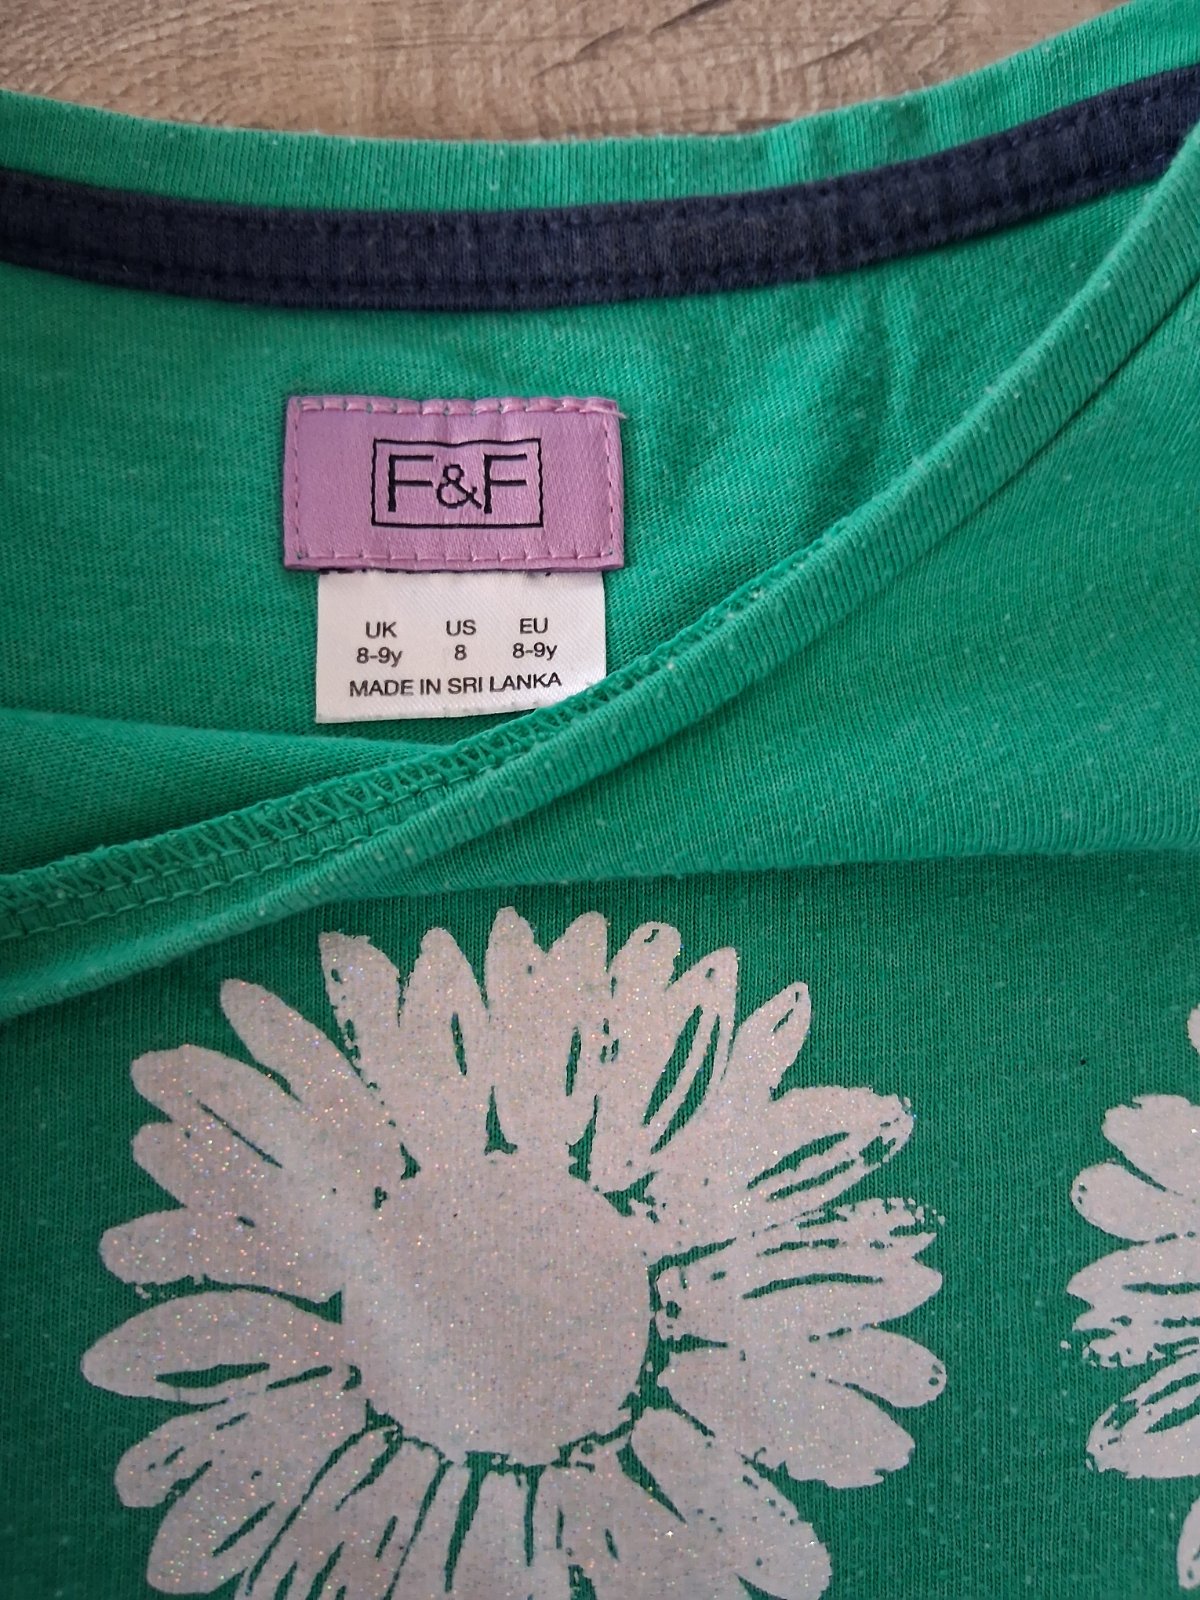 F&F
UK US EU
8-9y 8 8-9y
MADE IN SRI LANKA